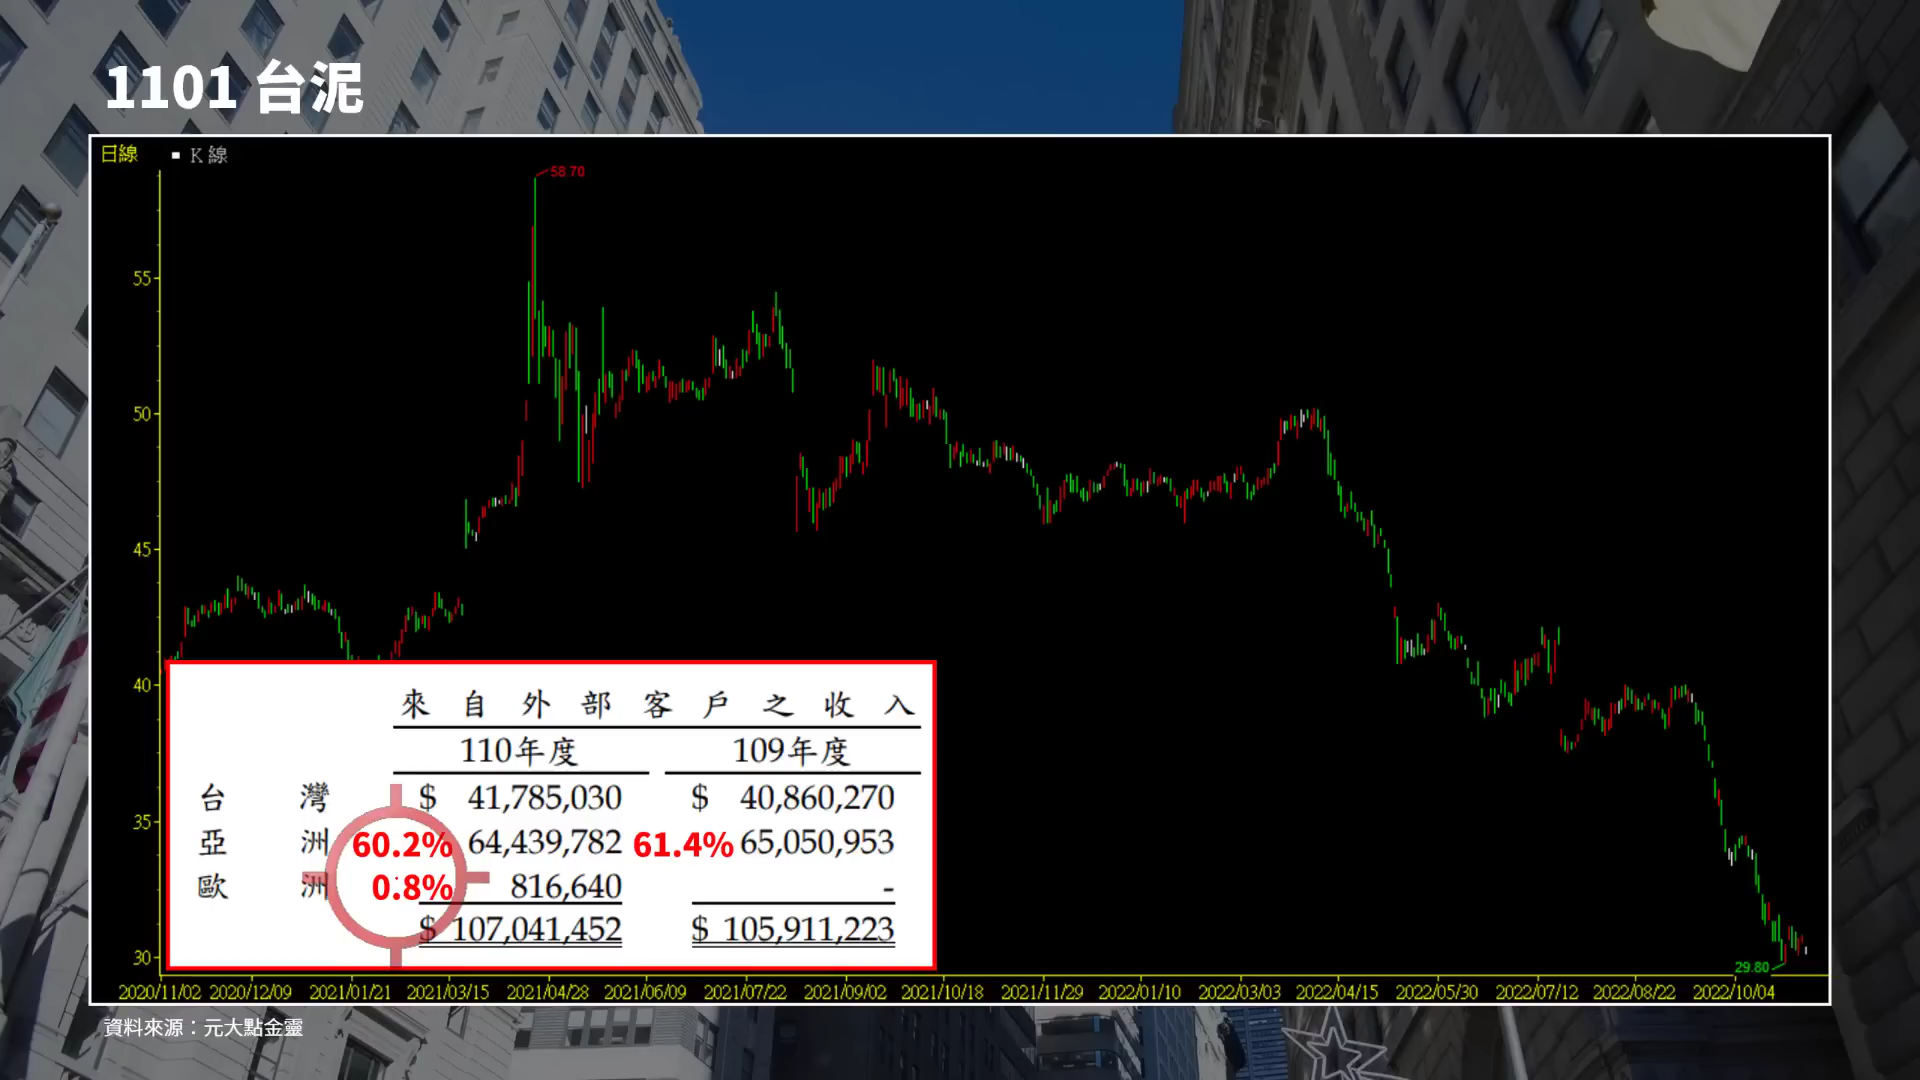 1101 台泥
日線 ■ K 線
58.70
55
50
45
40
35
30
29.80
來自外部客戶之收入
110年度 109年度
台灣 $ 41,785,030 $ 40,860,270
亞洲 60.2% 64,439,782 61.4% 65,050,953
歐洲 0.8% 816,640 -
$ 107,041,452 $ 105,911,223
2020/11/02 2020/12/09 2021/01/21 2021/03/15 2021/04/28 2021/06/09 2021/07/22 2021/09/02 2021/10/18 2021/11/29 2022/01/10 2022/03/03 2022/04/15 2022/05/30 2022/07/12 2022/08/22 2022/10/04
資料來源：元大點金靈